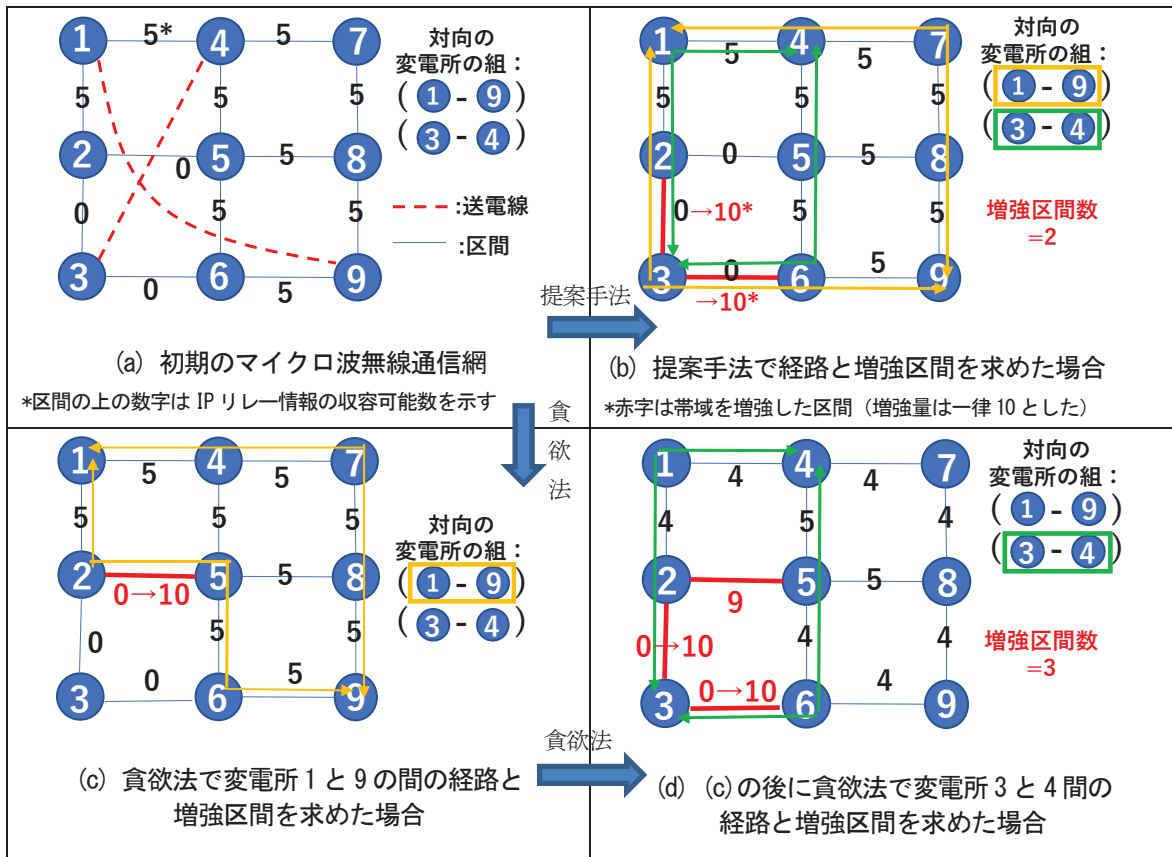 1 5* 4 5 7
5 5 5
2 0 5 5 8
0 5 5
3 0 6 5 9
対向の
変電所の組：
( 1 - 9 )
( 3 - 4 )
:送電線
:区間
(a) 初期のマイクロ波無線通信網
*区間の上の数字は IP リレー情報の収容可能数を示す
提案手法
1 5 4 5 7
5 5 5
2 0 5 5 8
0→10* 5 5
3 0 6 5 9
→10*
対向の
変電所の組：
( 1 - 9 )
( 3 - 4 )
増強区間数
=2
(b) 提案手法で経路と増強区間を求めた場合
*赤字は帯域を増強した区間（増強量は一律 10 とした）
貪
欲
法
1 5 4 5 7
5 5 5
2 0→10 5 5 8
0 5 5
3 0 6 5 9
対向の
変電所の組：
( 1 - 9 )
( 3 - 4 )
(c) 貪欲法で変電所 1 と 9 の間の経路と
増強区間を求めた場合
貪欲法
1 4 4 4 7
4 5 4
2 9 5 5 8
0→10 4 4
3 0→10 6 4 9
対向の
変電所の組：
( 1 - 9 )
( 3 - 4 )
増強区間数
=3
(d) (c)の後に貪欲法で変電所 3 と 4 間の
経路と増強区間を求めた場合